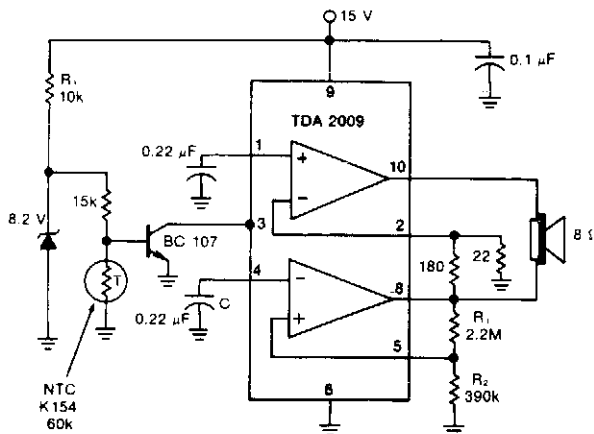 15 V
0.1 µF
R₁
10k
9
TDA 2009
1
0.22 µF
+
10
-
15k
8.2 V
3
BC 107
2
T
4
C
0.22 µF
-
180
22
8 Ω
8
+
R₁
2.2M
5
NTC
K154
60k
6
R₂
390k